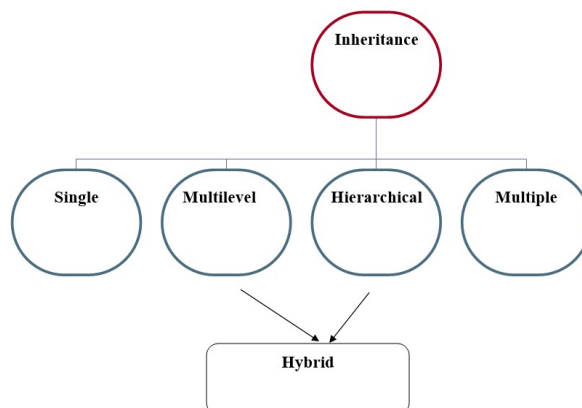 Inheritance
Single
Multilevel
Hierarchical
Multiple
Hybrid